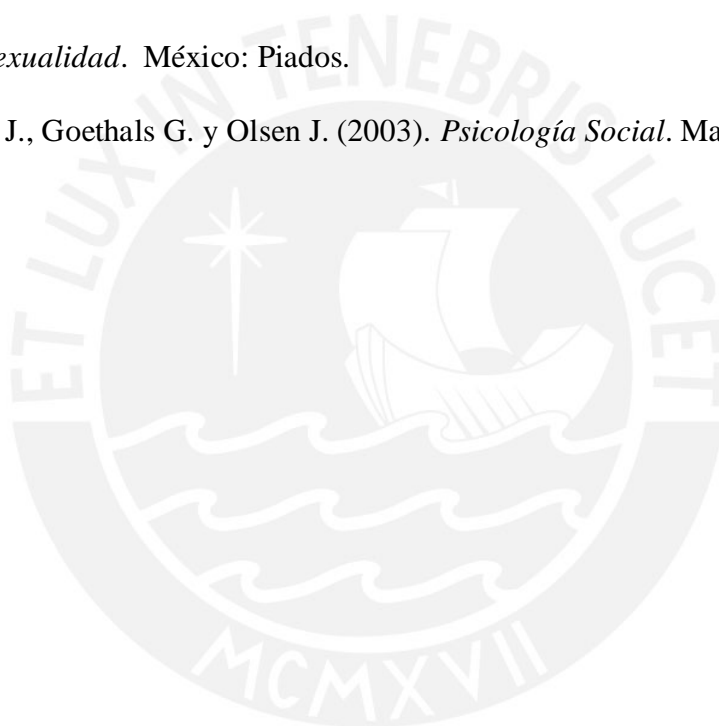 exualidad. México: Piados.
J., Goethals G. y Olsen J. (2003). Psicología Social. Ma
ET LUX IN TENEBRIS LUCET
MCMXVII